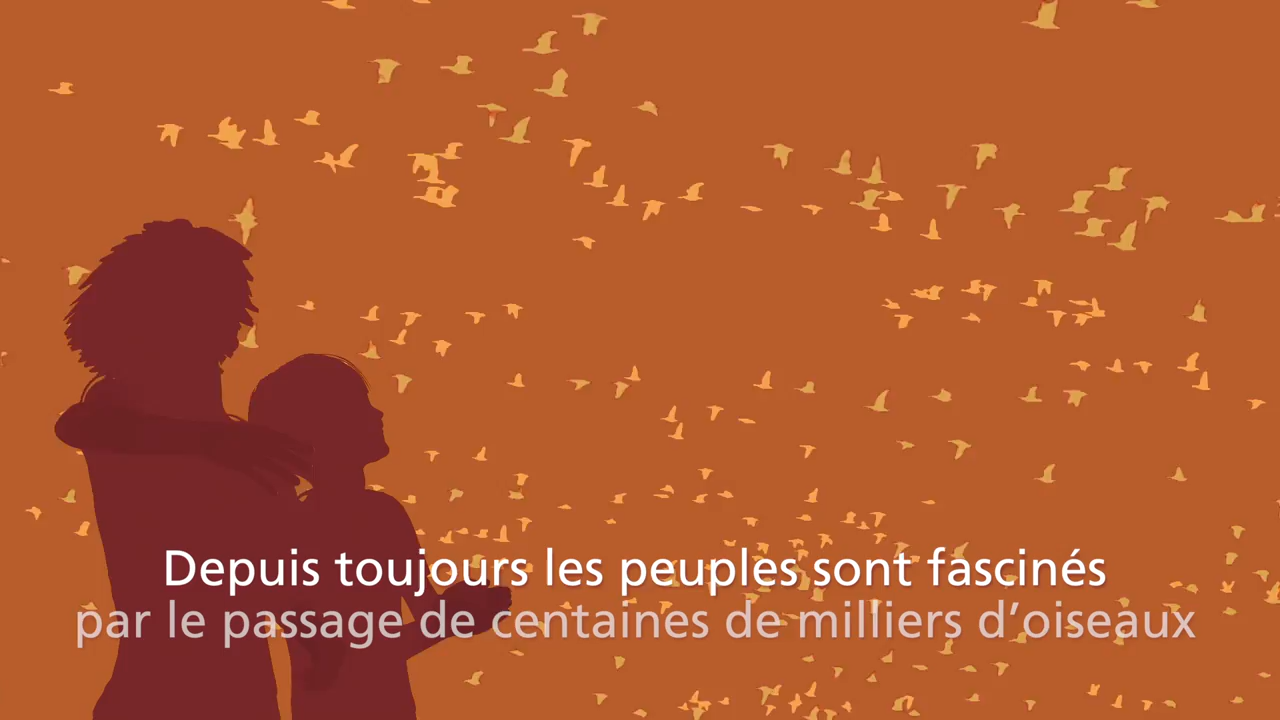 Depuis toujours les peuples sont fascinés
par le passage de centaines de milliers d’oiseaux